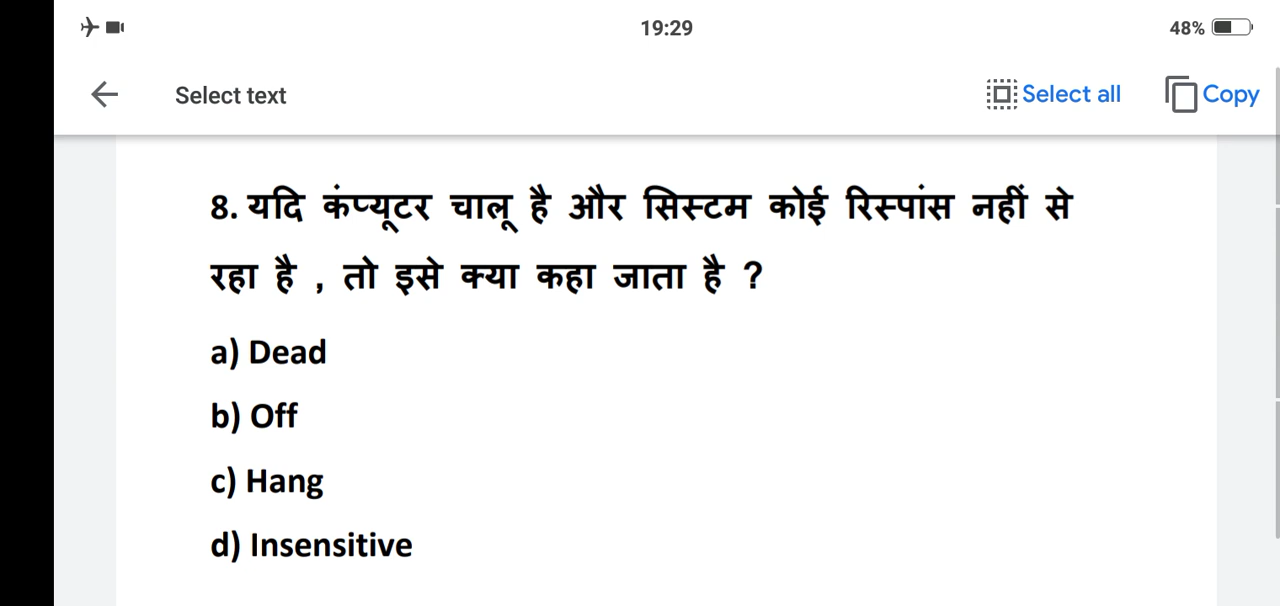 19:29
48%
Select text
Select all
Copy
8. यदि कंप्यूटर चालू है और सिस्टम कोई रिस्पांस नहीं से
रहा है , तो इसे क्या कहा जाता है ?
a) Dead
b) Off
c) Hang
d) Insensitive